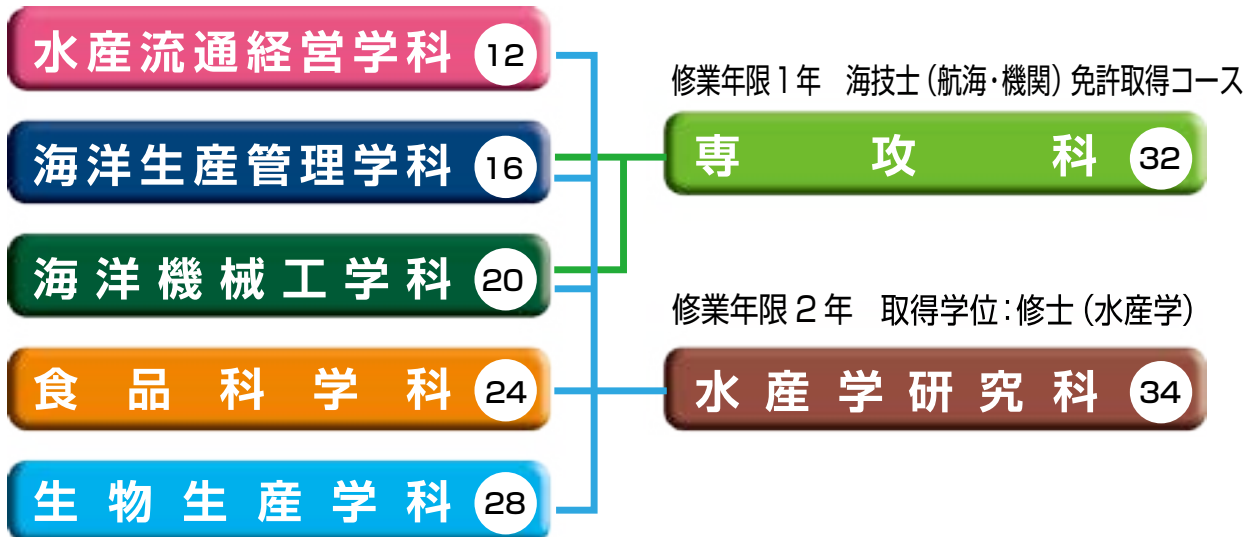 水産流通経営学科 12
海洋生産管理学科 16
海洋機械工学科 20
食品科学科 24
生物生産学科 28
修業年限1年　海技士（航海・機関）免許取得コース
専攻科 32
修業年限2年　取得学位：修士（水産学）
水産学研究科 34